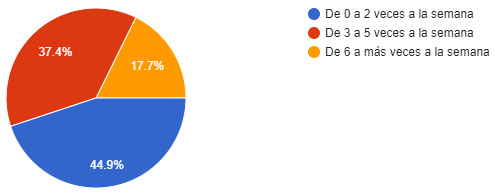 De 0 a 2 veces a la semana
De 3 a 5 veces a la semana
De 6 a más veces a la semana
37.4%
17.7%
44.9%